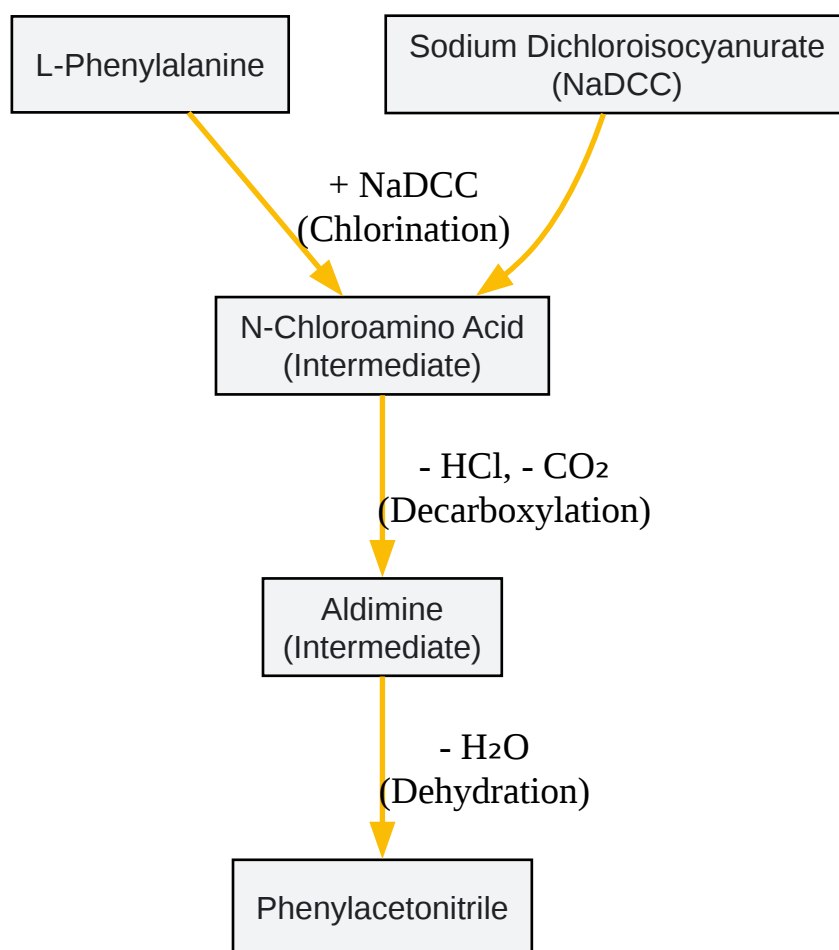 L-Phenylalanine
Sodium Dichloroisocyanurate
(NaDCC)
+ NaDCC
(Chlorination)
N-Chloroamino Acid
(Intermediate)
- HCl, - CO₂
(Decarboxylation)
Aldimine
(Intermediate)
- H₂O
(Dehydration)
Phenylacetonitrile